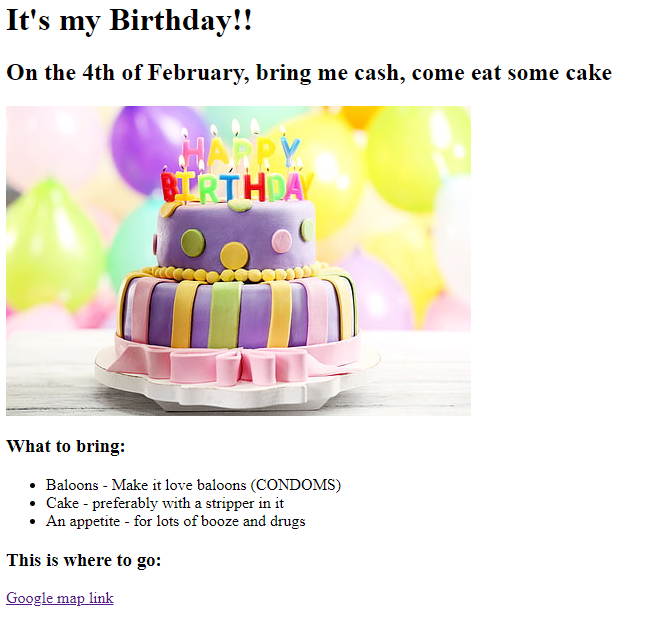 It's my Birthday!!
On the 4th of February, bring me cash, come eat some cake
HAPPY
BIRTHDAY
What to bring:
Baloons - Make it love baloons (CONDOMS)
Cake - preferably with a stripper in it
An appetite - for lots of booze and drugs
This is where to go:
Google map link